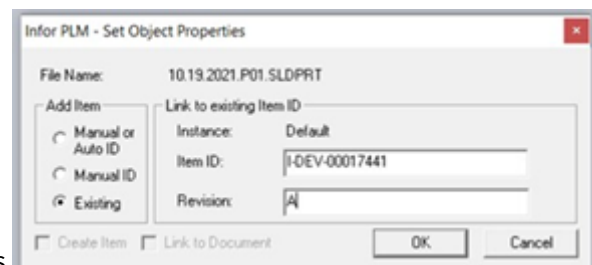 Infor PLM - Set Object Properties
File Name: 10.19.2021.P01.SLDPRT
Add Item
Manual or Auto ID
Manual ID
Existing
Link to existing Item ID
Instance: Default
Item ID: I-DEV-00017441
Revision: A
Create Item Link to Document OK Cancel
s